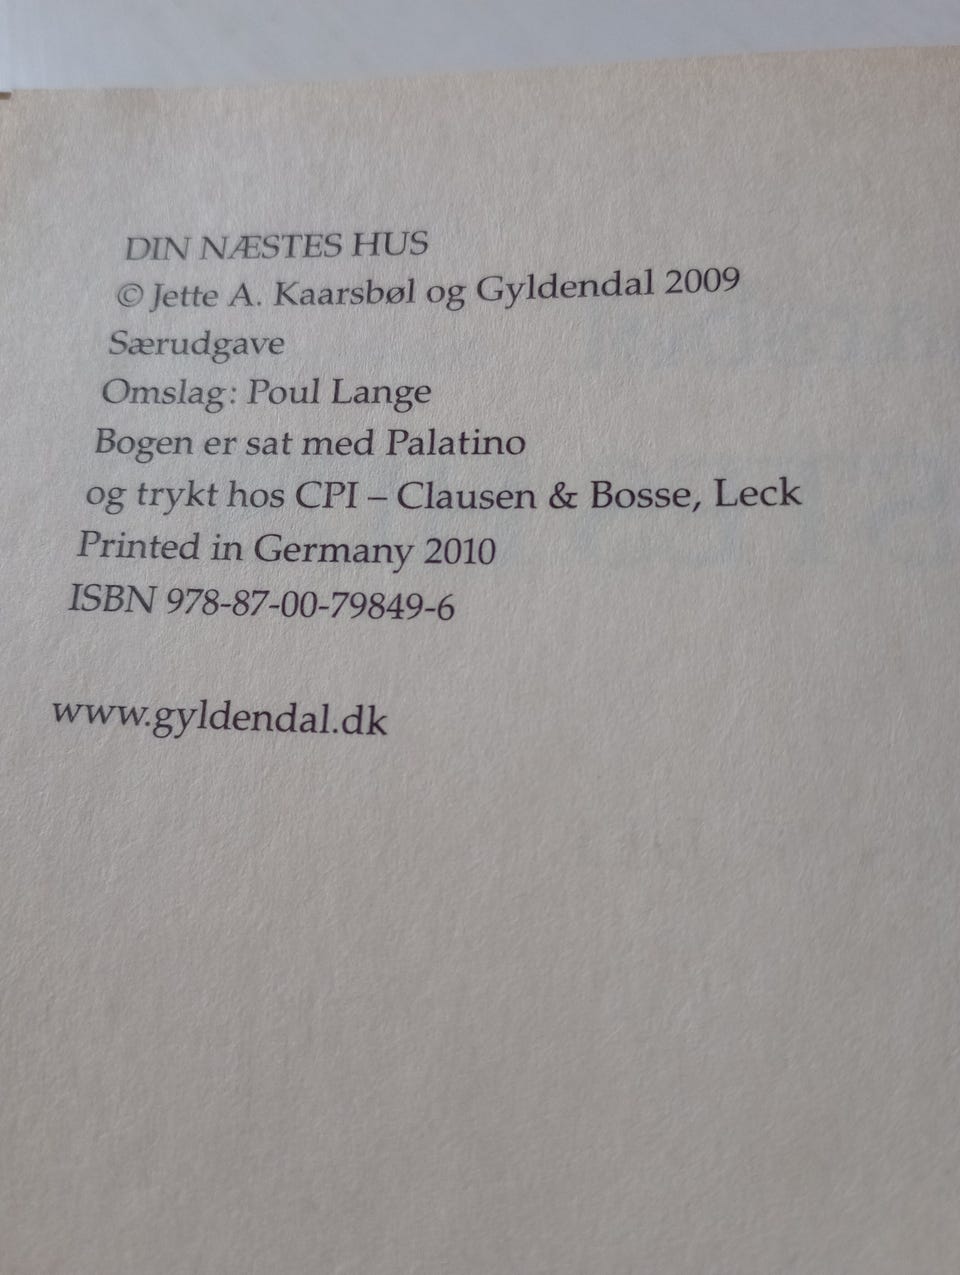 DIN NÆSTES HUS
© Jette A. Kaarsbøl og Gyldendal 2009
Særudgave
Omslag: Poul Lange
Bogen er sat med Palatino
og trykt hos CPI – Clausen & Bosse, Leck
Printed in Germany 2010
ISBN 978-87-00-79849-6
www.gyldendal.dk